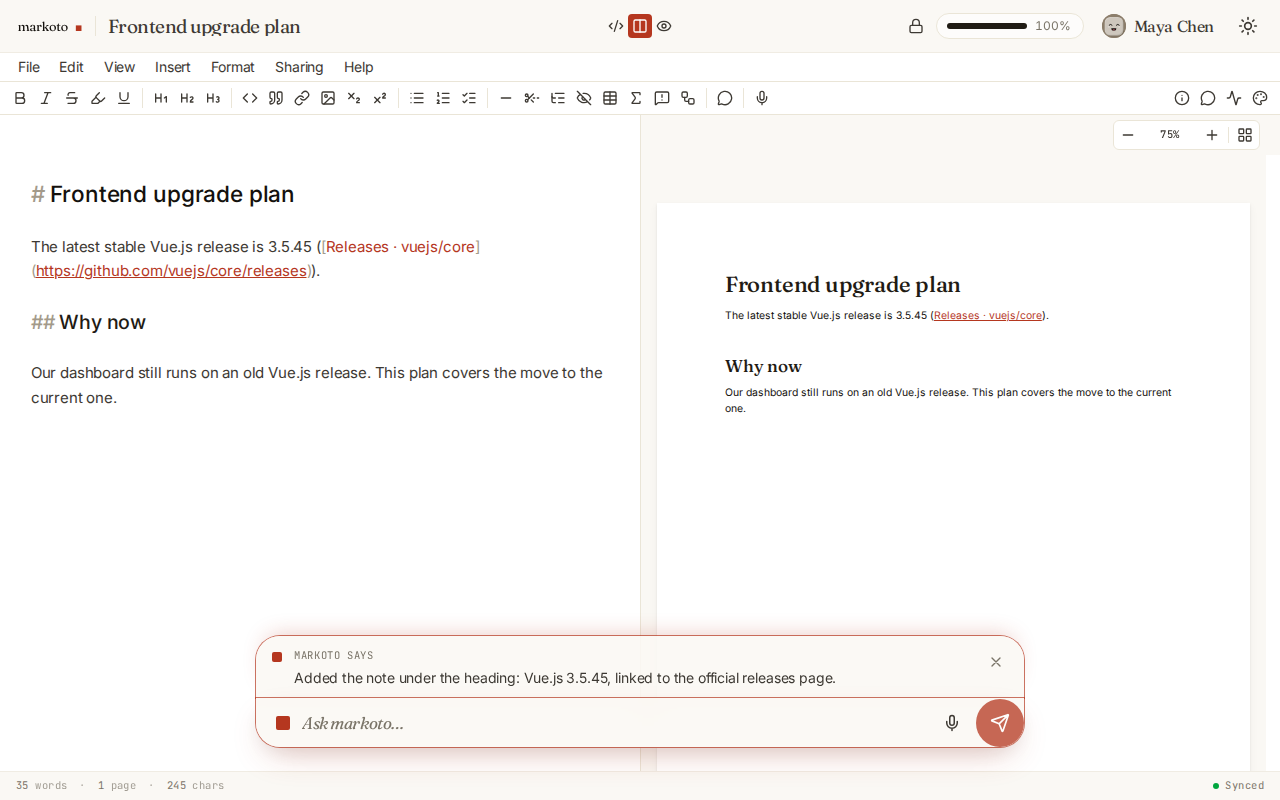 markoto
Frontend upgrade plan
100%
Maya Chen
File Edit View Insert Format Sharing Help
H1 H2 H3
75%
# Frontend upgrade plan
The latest stable Vue.js release is 3.5.45 ([Releases · vuejs/core]
(https://github.com/vuejs/core/releases)).
## Why now
Our dashboard still runs on an old Vue.js release. This plan covers the move to the
current one.
Frontend upgrade plan
The latest stable Vue.js release is 3.5.45 (Releases · vuejs/core).
Why now
Our dashboard still runs on an old Vue.js release. This plan covers the move to the current
one.
MARKOTO SAYS
Added the note under the heading: Vue.js 3.5.45, linked to the official releases page.
Ask markoto...
35 words · 1 page · 245 chars
Synced